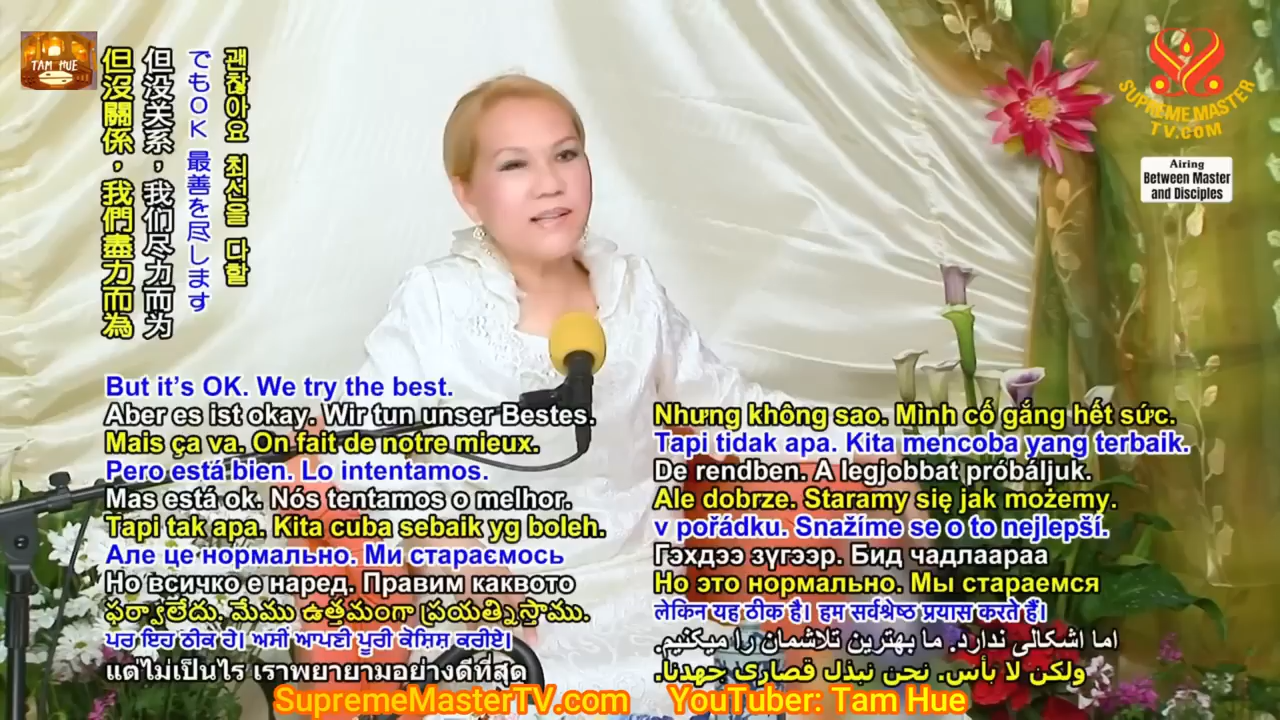 TAM HUE
但沒關係，我們盡力而為
但没关系，我们尽力而为
でもOK 最善を尽します
괜찮아요 최선을 다할
SUPREME MASTER
TV.COM
Airing
Between Master
and Disciples
But it’s OK. We try the best.
Aber es ist okay. Wir tun unser Bestes.
Mais ça va. On fait de notre mieux.
Pero está bien. Lo intentamos.
Mas está ok. Nós tentamos o melhor.
Tapi tak apa. Kita cuba sebaik yg boleh.
Але це нормально. Ми стараємось
Но всичко е наред. Правим каквото
ఫర్వాలేదు. మేము ఉత్తమంగా ప్రయత్నిస్తాము.
ਪਰ ਇਹ ਠੀਕ ਹੈ। ਅਸੀਂ ਆਪਣੀ ਪੂਰੀ ਕੋਸ਼ਿਸ਼ ਕਰੀਏ।
แต่ไม่เป็นไร เราพยายามอย่างดีที่สุด
Nhưng không sao. Mình cố gắng hết sức.
Tapi tidak apa. Kita mencoba yang terbaik.
De rendben. A legjobbat próbáljuk.
Ale dobrze. Staramy się jak możemy.
v pořádku. Snažíme se o to nejlepší.
Гэхдээ зүгээр. Бид чадлаараа
Но это нормально. Мы стараемся
लेकिन यह ठीक है। हम सर्वश्रेष्ठ प्रयास करते हैं।
اما اشکالی ندارد. ما بهترین تلاشمان را میکنیم.
ولكن لا بأس. نحن نبذل قصارى جهدنا.
SupremeMasterTV.com YouTuber: Tam Hue